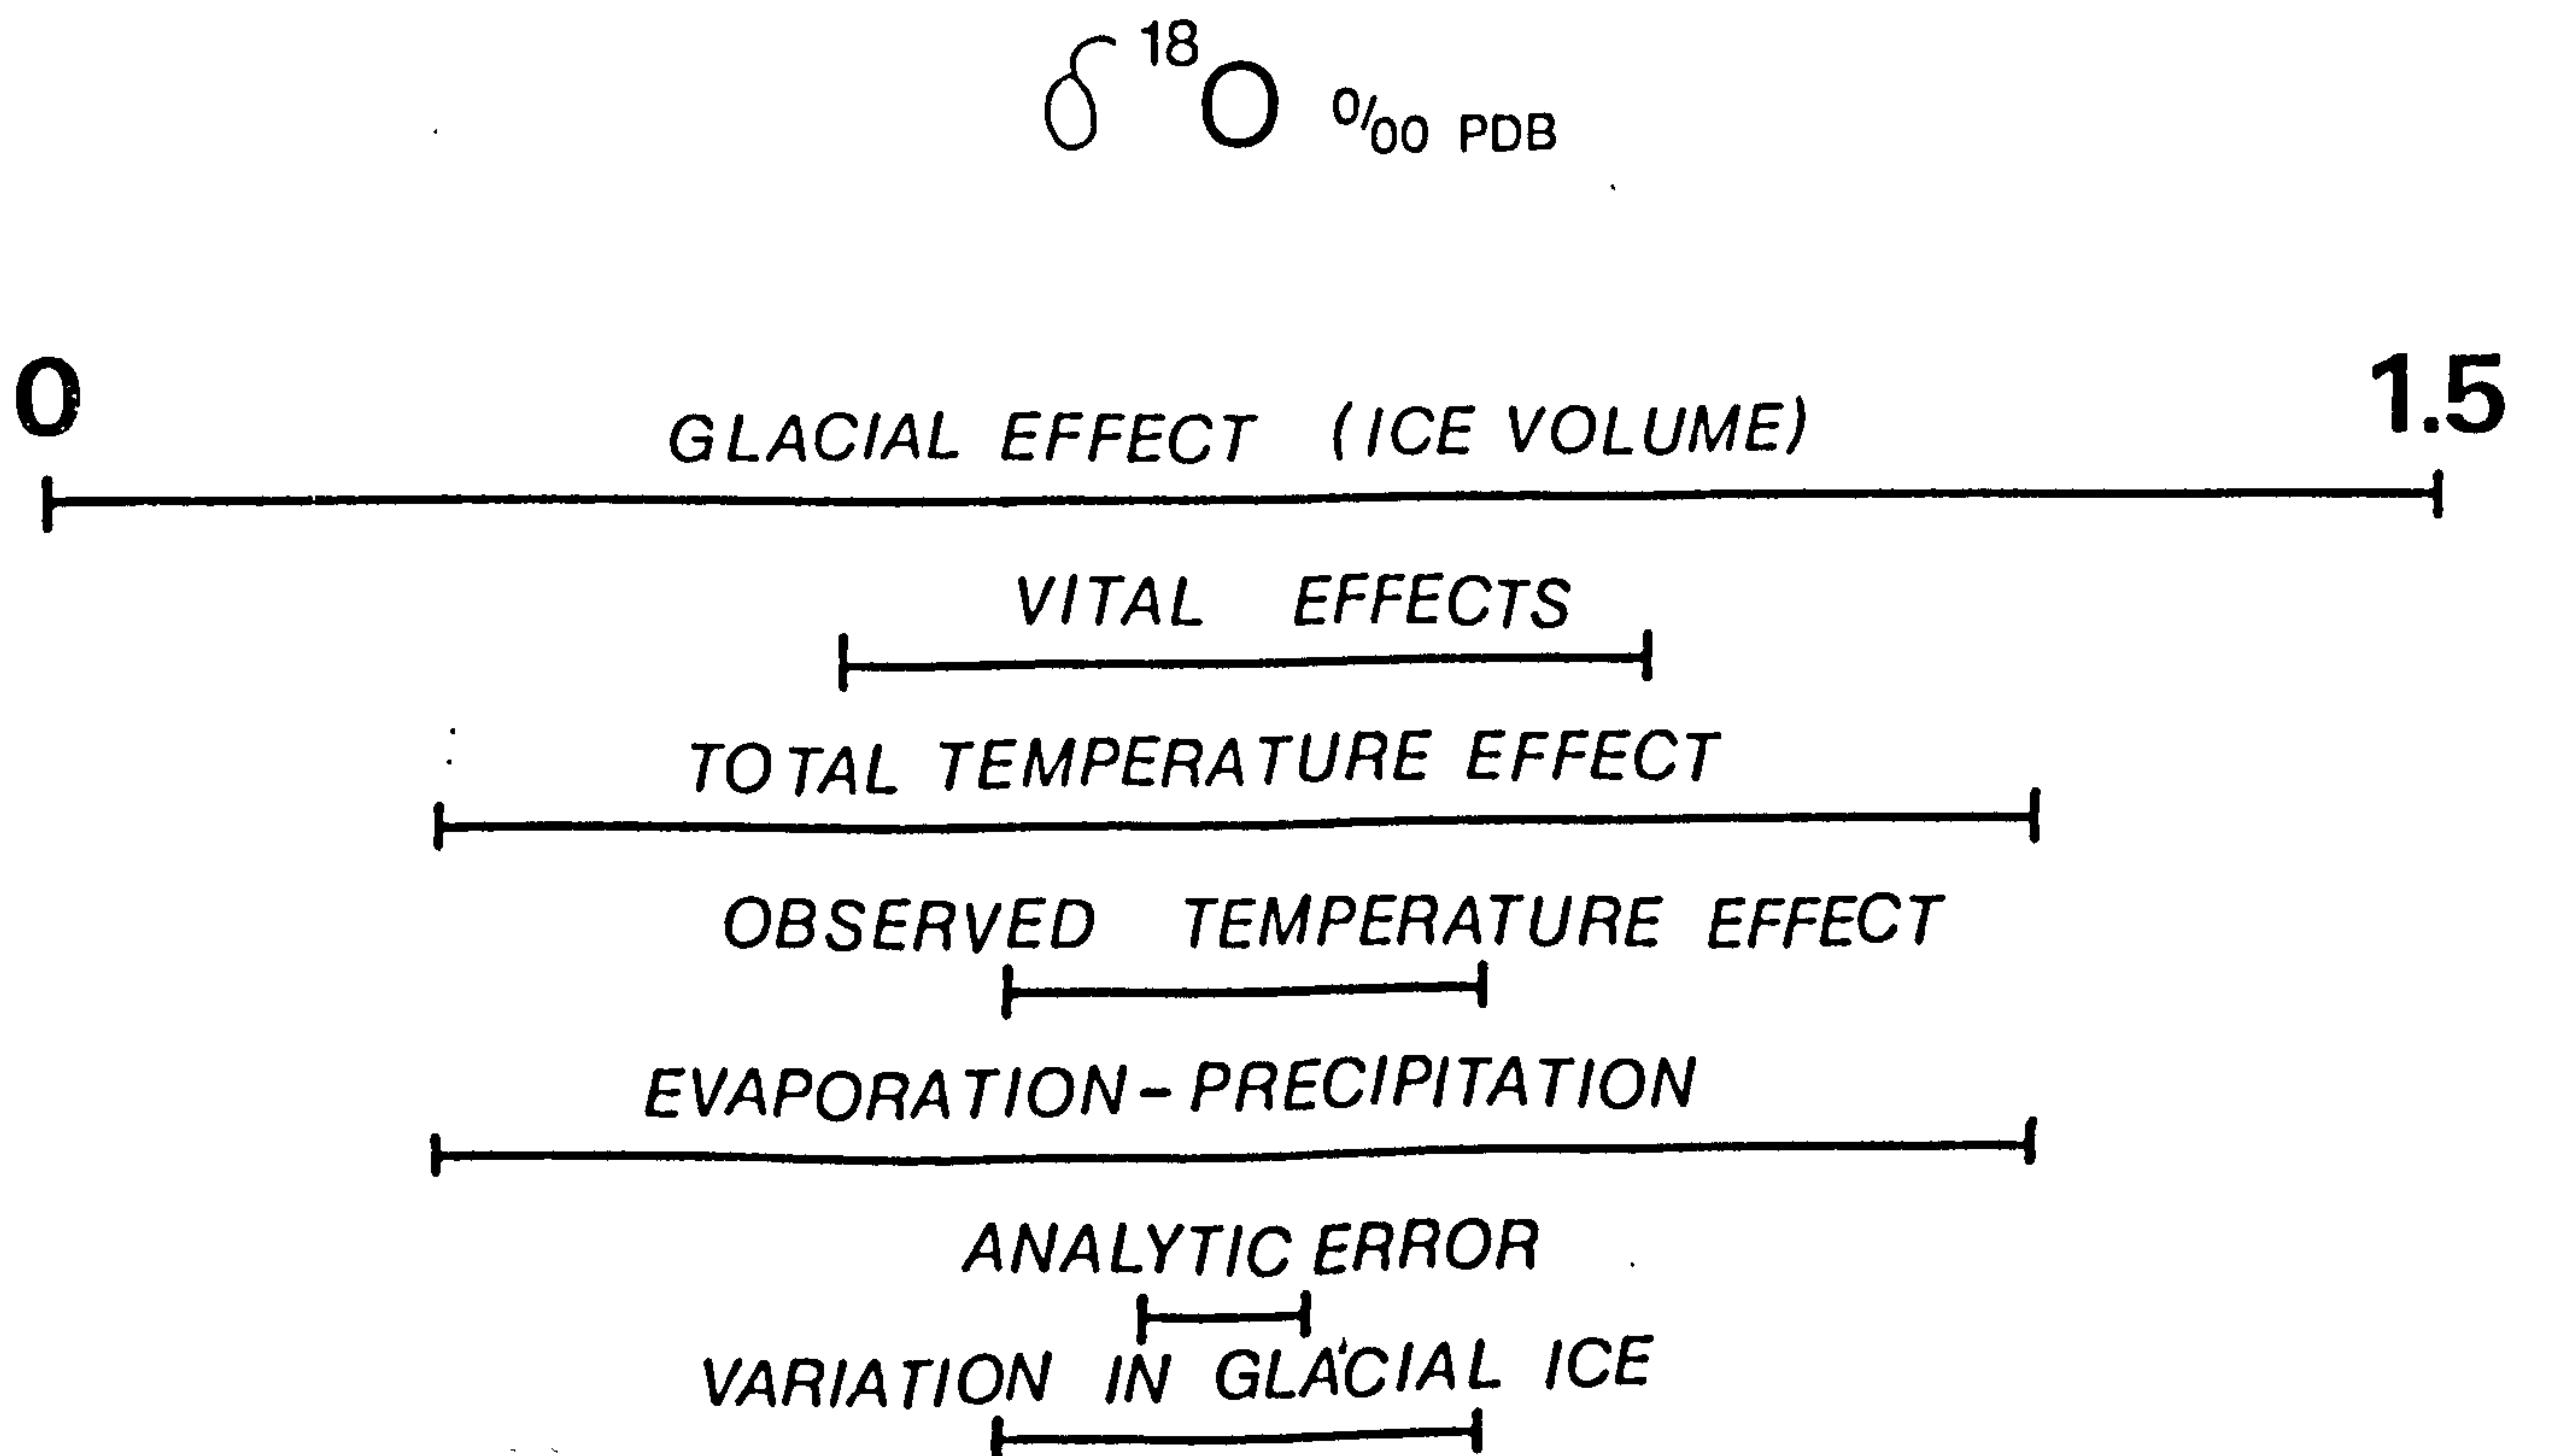 δ ¹⁸O ‰ PDB
0 1.5
GLACIAL EFFECT (ICE VOLUME)
VITAL EFFECTS
TOTAL TEMPERATURE EFFECT
OBSERVED TEMPERATURE EFFECT
EVAPORATION - PRECIPITATION
ANALYTIC ERROR
VARIATION IN GLACIAL ICE